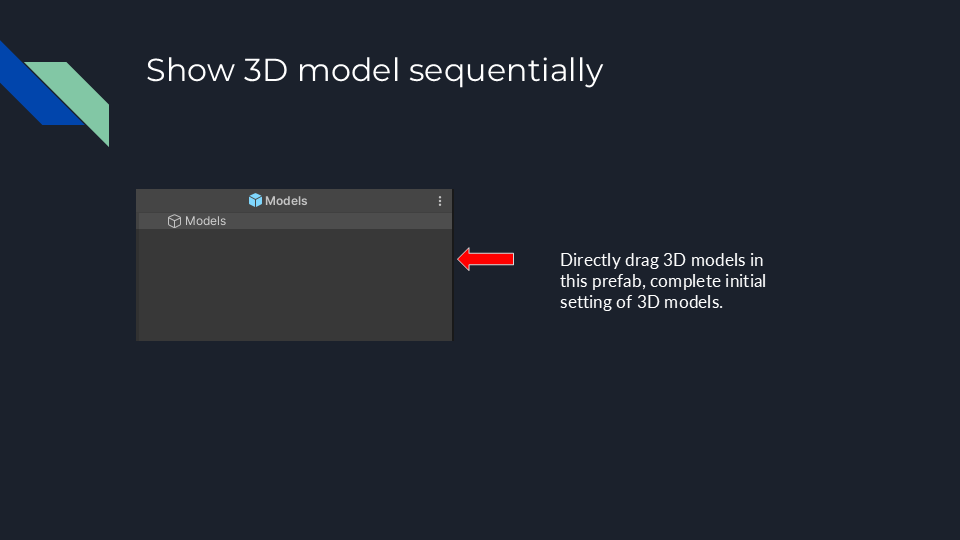 Show 3D model sequentially
Models
Models
Directly drag 3D models in
this prefab, complete initial
setting of 3D models.